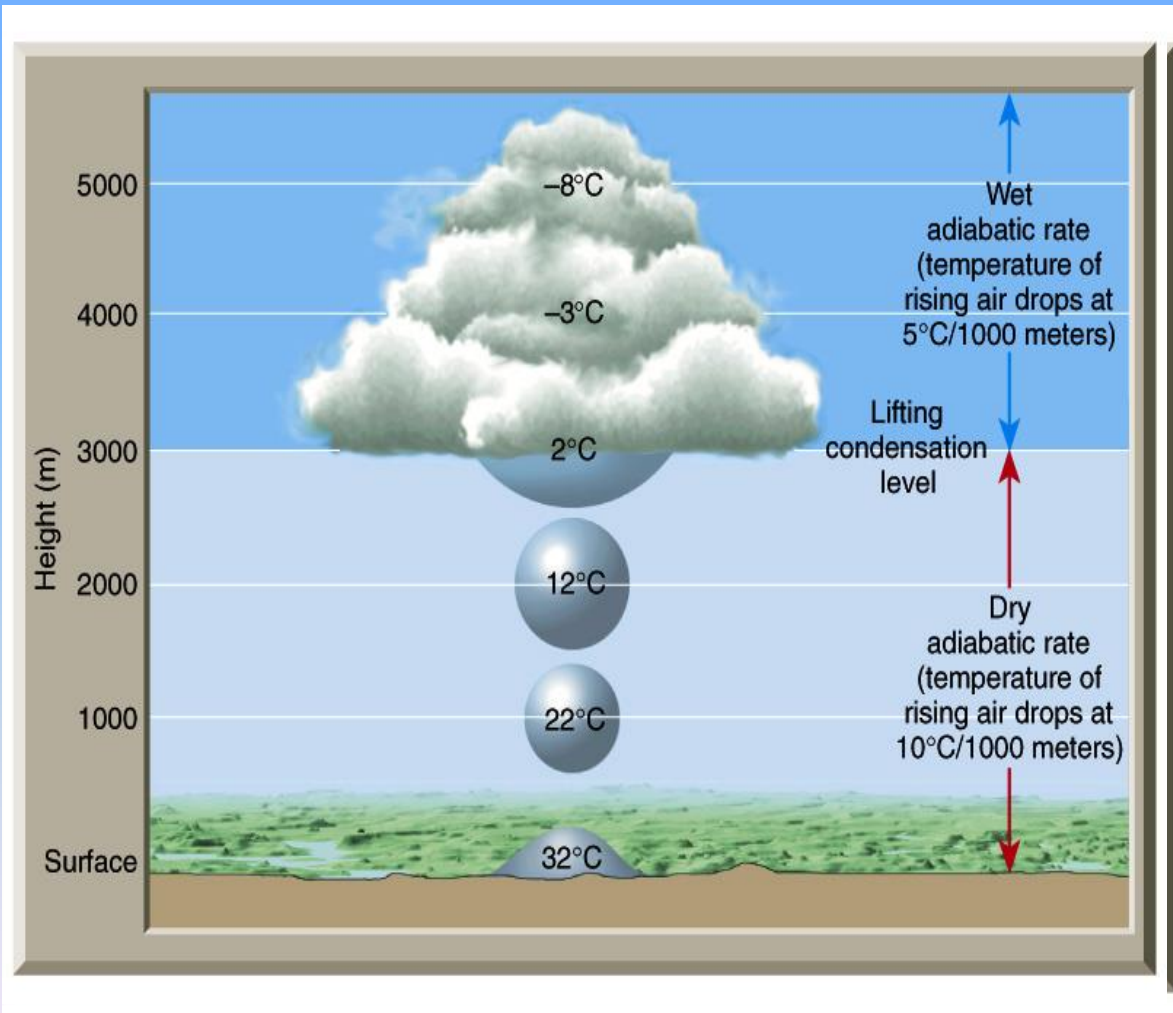 5000
4000
3000
2000
1000
Surface
Height (m)
–8°C
–3°C
2°C
12°C
22°C
32°C
Wet
adiabatic rate
(temperature of
rising air drops at
5°C/1000 meters)
Lifting
condensation
level
Dry
adiabatic rate
(temperature of
rising air drops at
10°C/1000 meters)